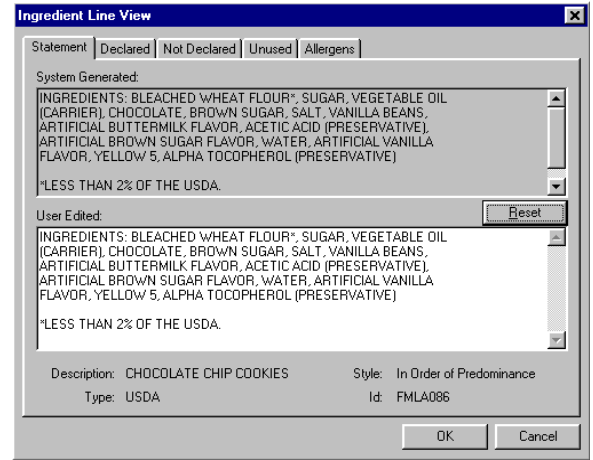 Ingredient Line View
Statement Declared Not Declared Unused Allergens
System Generated:
INGREDIENTS: BLEACHED WHEAT FLOUR*, SUGAR, VEGETABLE OIL
(CARRIER), CHOCOLATE, BROWN SUGAR, SALT, VANILLA BEANS,
ARTIFICIAL BUTTERMILK FLAVOR, ACETIC ACID (PRESERVATIVE),
ARTIFICIAL BROWN SUGAR FLAVOR, WATER, ARTIFICIAL VANILLA
FLAVOR, YELLOW 5, ALPHA TOCOPHEROL (PRESERVATIVE)
*LESS THAN 2% OF THE USDA.
User Edited:
Reset
INGREDIENTS: BLEACHED WHEAT FLOUR*, SUGAR, VEGETABLE OIL
(CARRIER), CHOCOLATE, BROWN SUGAR, SALT, VANILLA BEANS,
ARTIFICIAL BUTTERMILK FLAVOR, ACETIC ACID (PRESERVATIVE),
ARTIFICIAL BROWN SUGAR FLAVOR, WATER, ARTIFICIAL VANILLA
FLAVOR, YELLOW 5, ALPHA TOCOPHEROL (PRESERVATIVE)
*LESS THAN 2% OF THE USDA.
Description: CHOCOLATE CHIP COOKIES Style: In Order of Predominance
Type: USDA Id: FMLA086
OK Cancel